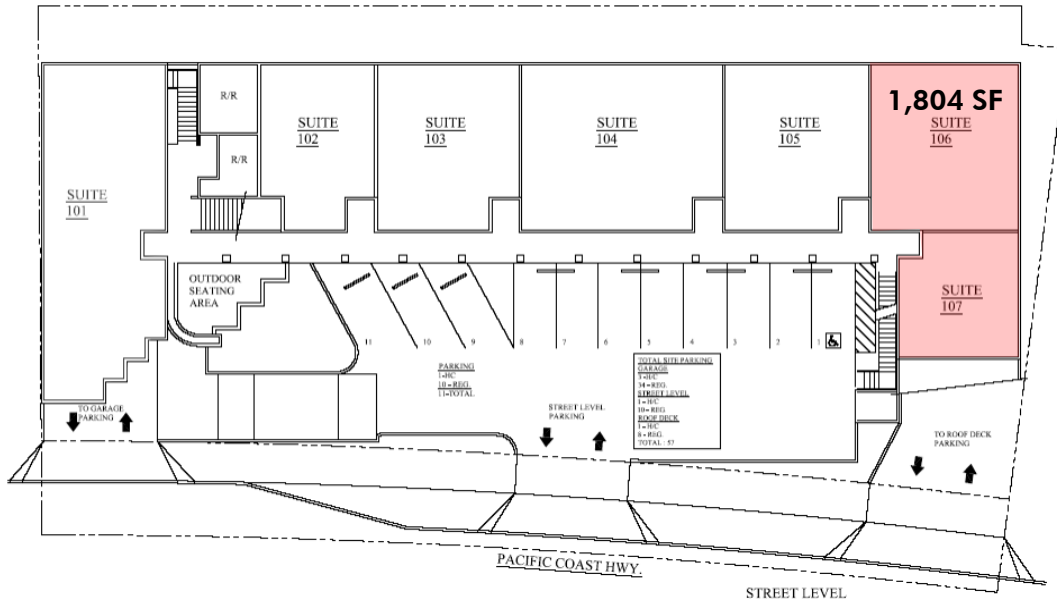 1,804 SF
R/R
SUITE
102
SUITE
103
SUITE
104
SUITE
105
SUITE
106
R/R
SUITE
101
OUTDOOR
SEATING
AREA
SUITE
107
11
10
9
8
7
6
5
4
3
2
1
PARKING
1-HC
10 - REG.
11-TOTAL
TOTAL SITE PARKING
GARAGE
3 -H/C
34 - REG.
STREET LEVEL
1 - H/C
10 - REG.
ROOF DECK
1 - H/C
8 - REG.
TOTAL : 57
TO GARAGE
PARKING
STREET LEVEL
PARKING
TO ROOF DECK
PARKING
PACIFIC COAST HWY.
STREET LEVEL